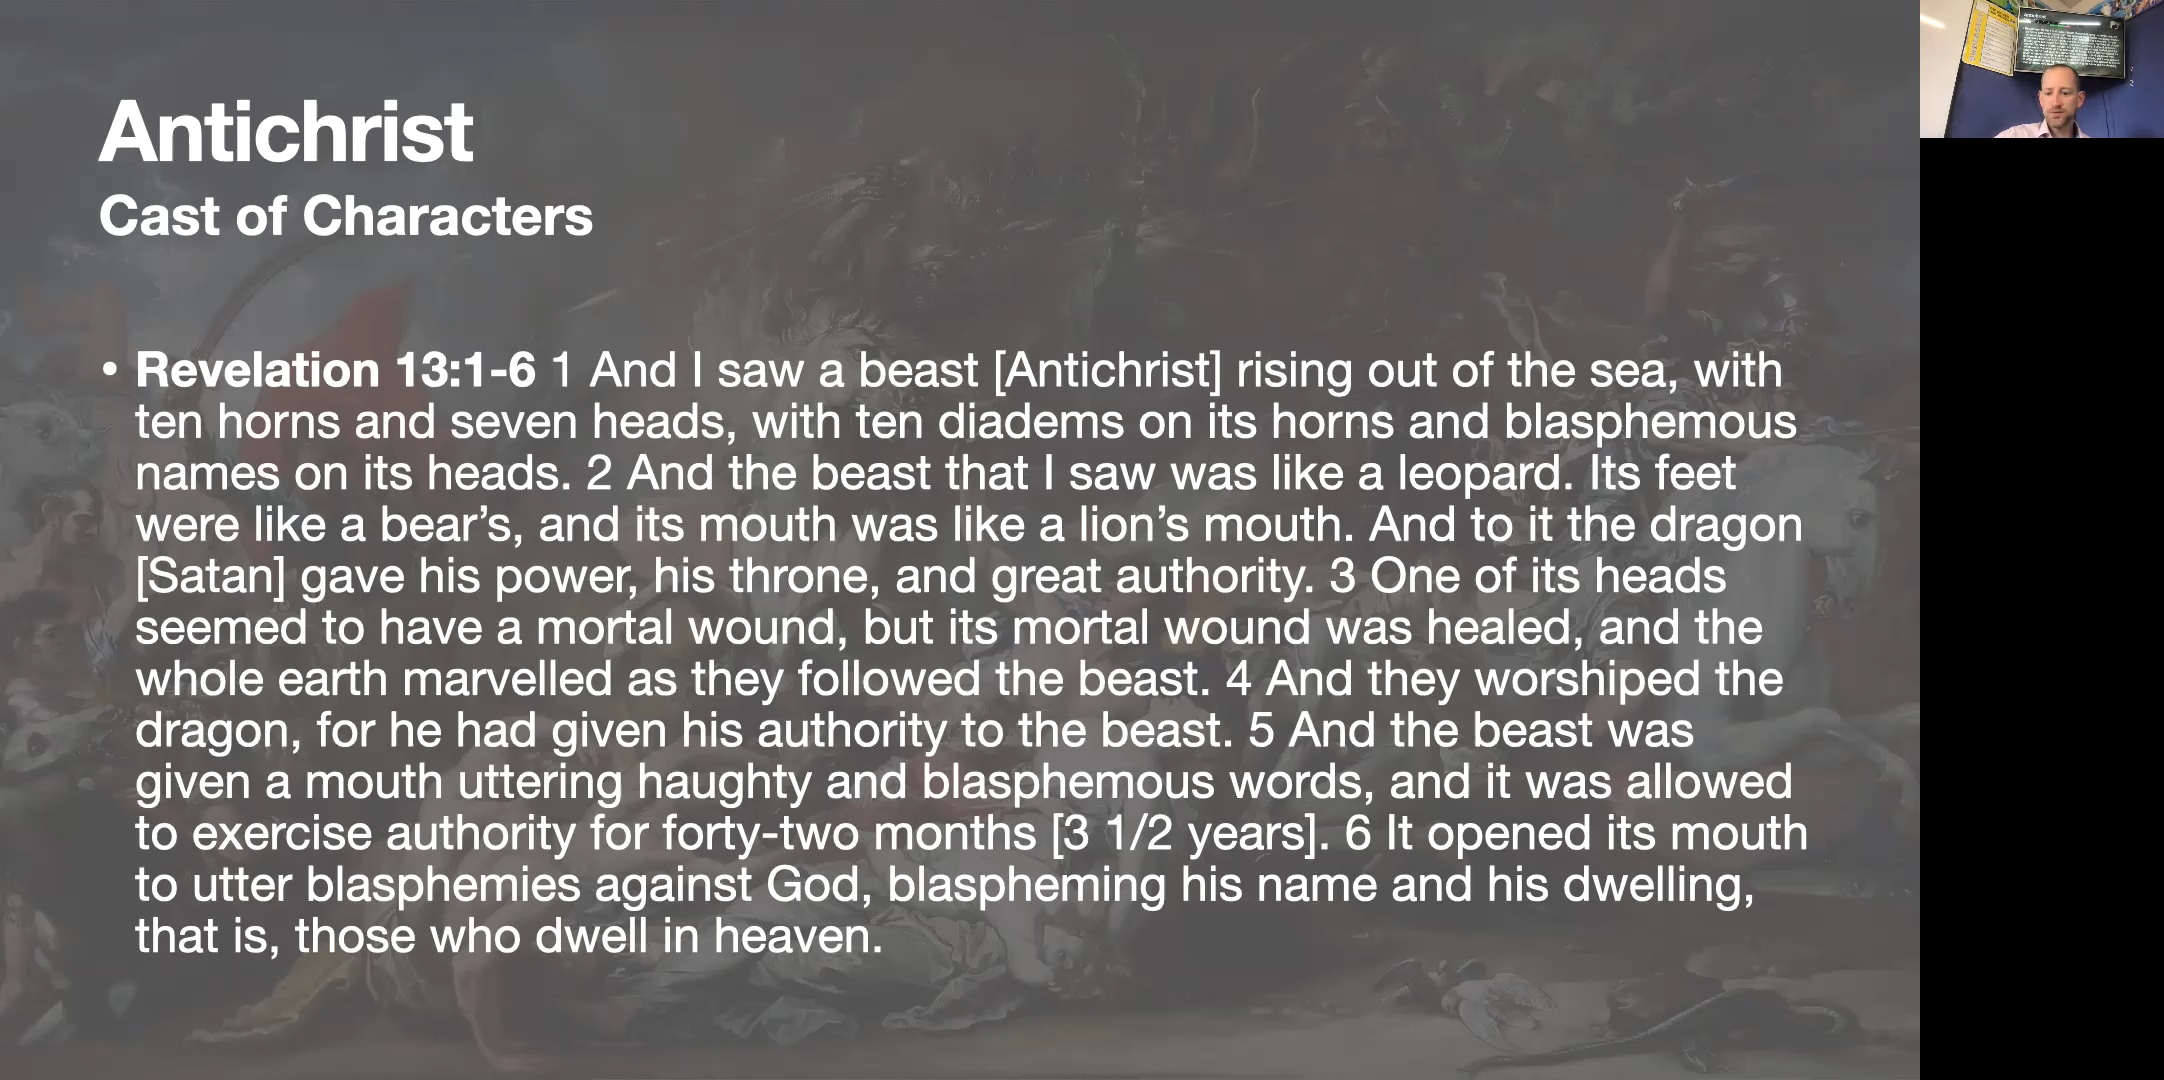 Antichrist
Cast of Characters
• Revelation 13:1-6 1 And I saw a beast [Antichrist] rising out of the sea, with
ten horns and seven heads, with ten diadems on its horns and blasphemous
names on its heads. 2 And the beast that I saw was like a leopard. Its feet
were like a bear’s, and its mouth was like a lion’s mouth. And to it the dragon
[Satan] gave his power, his throne, and great authority. 3 One of its heads
seemed to have a mortal wound, but its mortal wound was healed, and the
whole earth marvelled as they followed the beast. 4 And they worshiped the
dragon, for he had given his authority to the beast. 5 And the beast was
given a mouth uttering haughty and blasphemous words, and it was allowed
to exercise authority for forty-two months [3 1/2 years]. 6 It opened its mouth
to utter blasphemies against God, blaspheming his name and his dwelling,
that is, those who dwell in heaven.